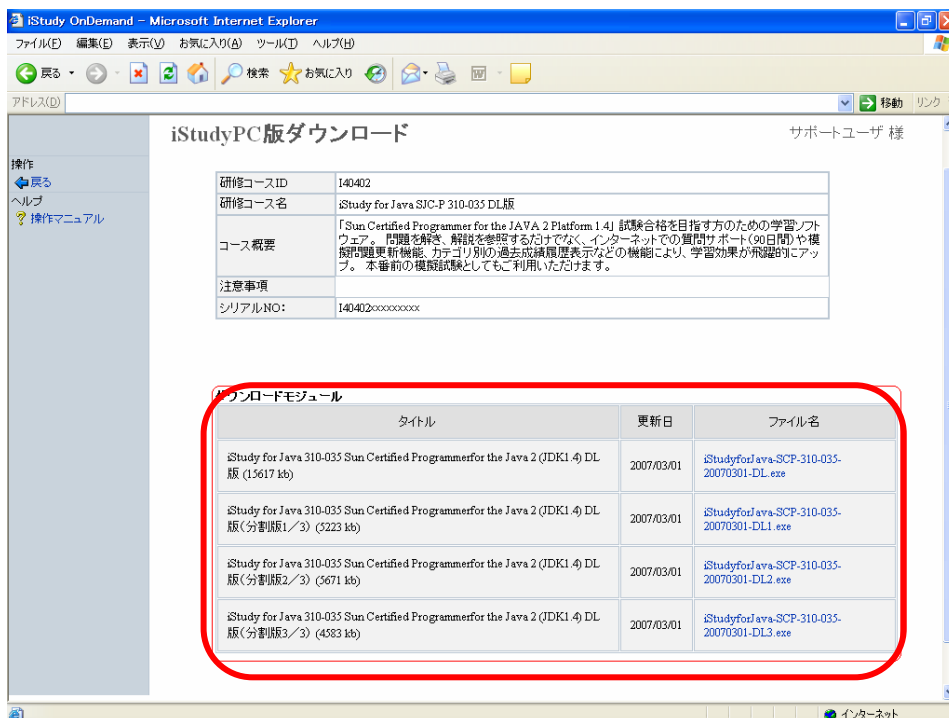 iStudy OnDemand - Microsoft Internet Explorer
ファイル(F) 編集(E) 表示(V) お気に入り(A) ツール(T) ヘルプ(H)
戻る 検索 お気に入り
アドレス(D) 移動 リンク
iStudyPC版ダウンロード サポートユーザ 様
操作
戻る
ヘルプ
操作マニュアル
研修コースID I40402
研修コース名 iStudy for Java SJC-P 310-035 DL版
コース概要
「Sun Certified Programmer for the JAVA 2 Platform 1.4」 試験合格を目指す方のための学習ソフ
トウェア。 問題を解き、解説を参照するだけでなく、インターネットでの質問サポート(90日間)や模
擬問題更新機能、カテゴリ別の過去成績履歴表示などの機能により、学習効果が飛躍的にアッ
プ。 本番前の模擬試験としてもご利用いただけます。
注意事項
シリアルNO: I40402xxxxxxxxx
ダウンロードモジュール
タイトル 更新日 ファイル名
iStudy for Java 310-035 Sun Certified Programmerfor the Java 2 (JDK1.4) DL
版 (15617 kb)
2007/03/01
iStudyforJava-SCP-310-035-
20070301-DL.exe
iStudy for Java 310-035 Sun Certified Programmerfor the Java 2 (JDK1.4) DL
版(分割版1/3) (5223 kb)
2007/03/01
iStudyforJava-SCP-310-035-
20070301-DL1.exe
iStudy for Java 310-035 Sun Certified Programmerfor the Java 2 (JDK1.4) DL
版(分割版2/3) (5671 kb)
2007/03/01
iStudyforJava-SCP-310-035-
20070301-DL2.exe
iStudy for Java 310-035 Sun Certified Programmerfor the Java 2 (JDK1.4) DL
版(分割版3/3) (4583 kb)
2007/03/01
iStudyforJava-SCP-310-035-
20070301-DL3.exe
インターネット